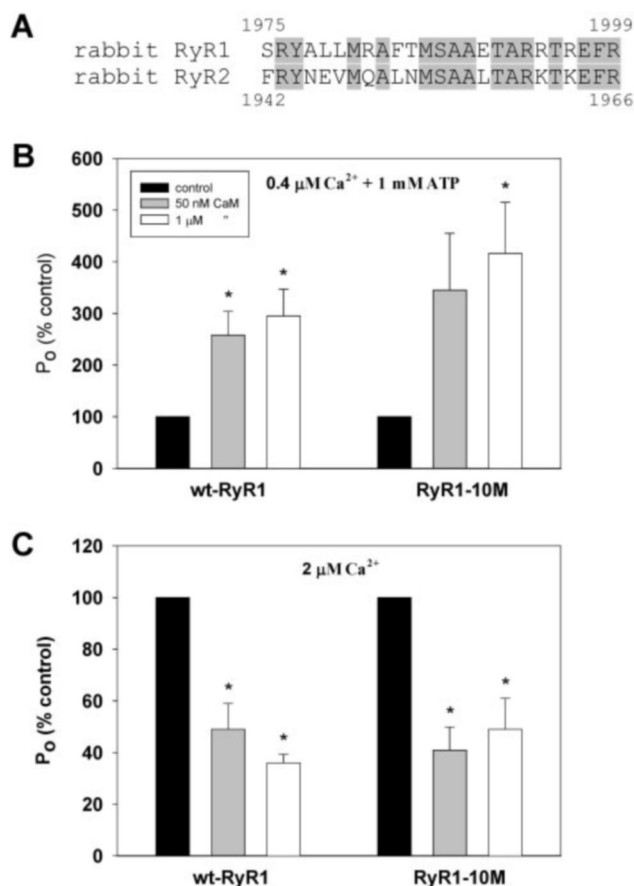 A
1975 1999
rabbit RyR1 SRYALLMRAFTMSAAETARRTREFR
rabbit RyR2 FRYNEVMQALNMSAALTARKTKEFR
1942 1966
B
0.4 μM Ca²⁺ + 1 mM ATP
control
50 nM CaM
1 μM "
P₀ (% control)
600
500
400
300
200
100
0
* * *
wt-RyR1 RyR1-10M
C
2 μM Ca²⁺
P₀ (% control)
120
100
80
60
40
20
0
* * * *
wt-RyR1 RyR1-10M